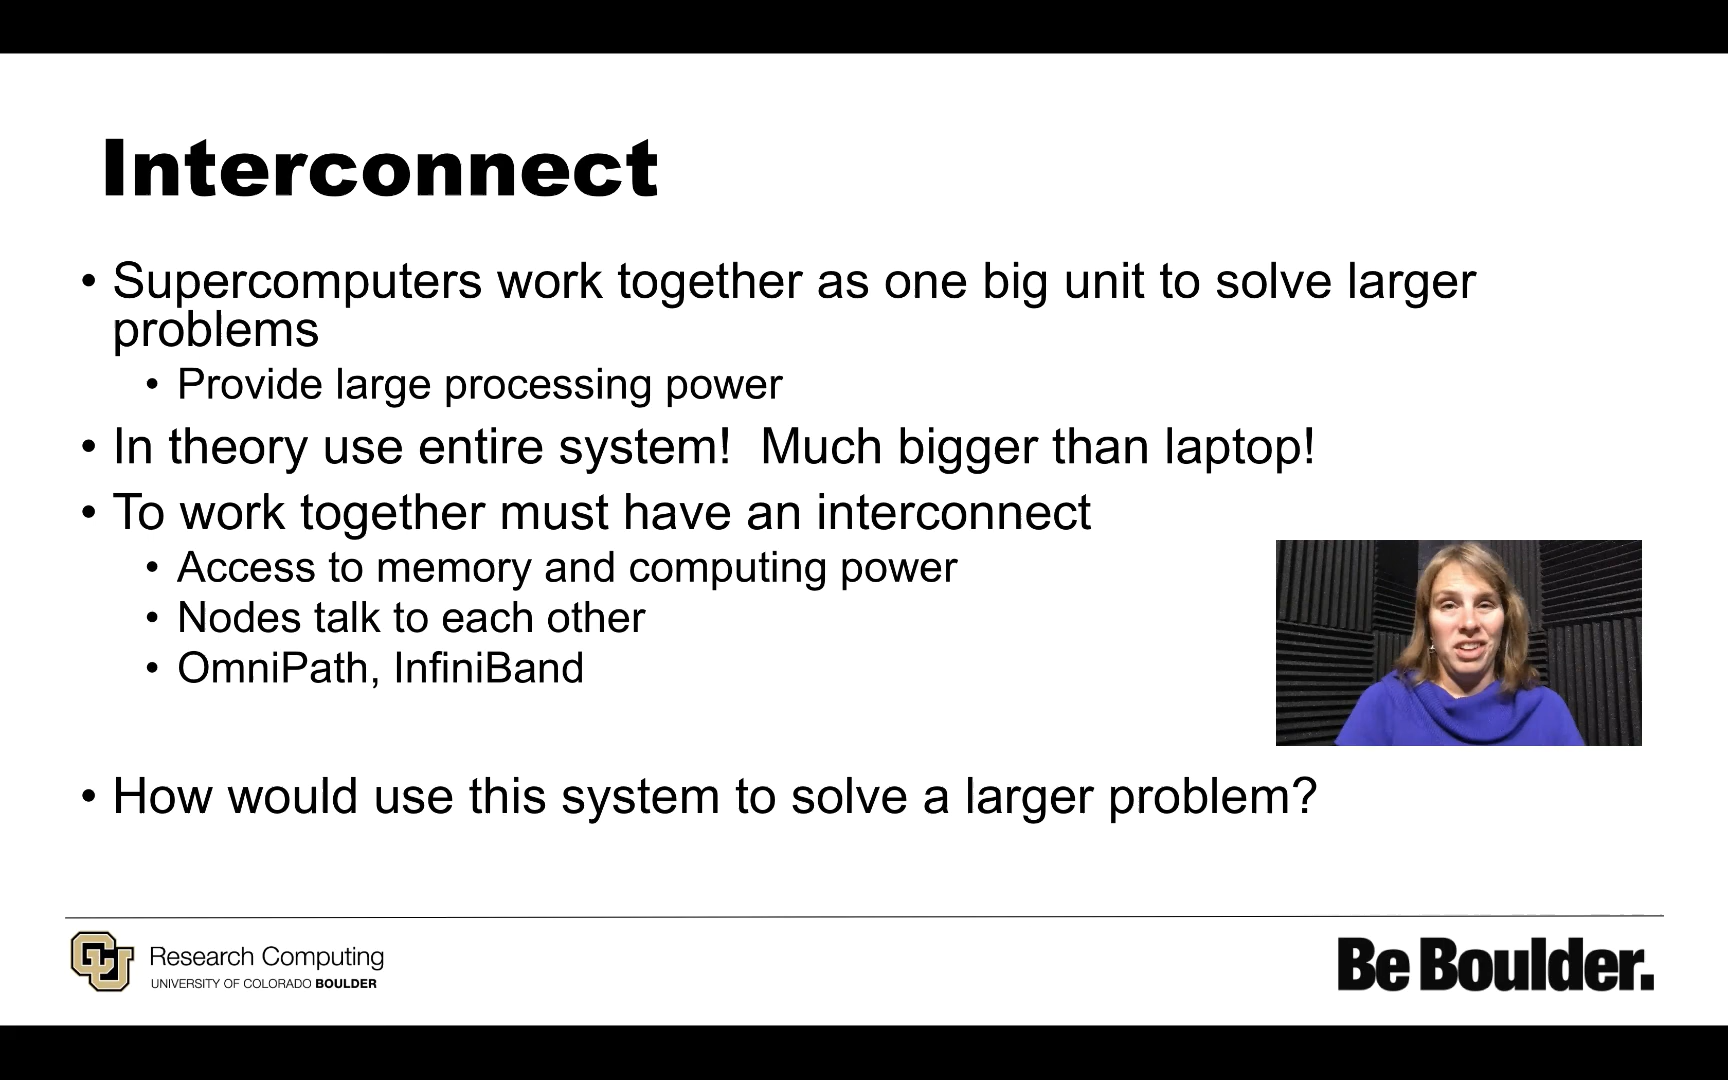 Interconnect
• Supercomputers work together as one big unit to solve larger
problems
• Provide large processing power
• In theory use entire system!  Much bigger than laptop!
• To work together must have an interconnect
• Access to memory and computing power
• Nodes talk to each other
• OmniPath, InfiniBand
• How would use this system to solve a larger problem?
CU
Research Computing
UNIVERSITY OF COLORADO BOULDER
Be Boulder.